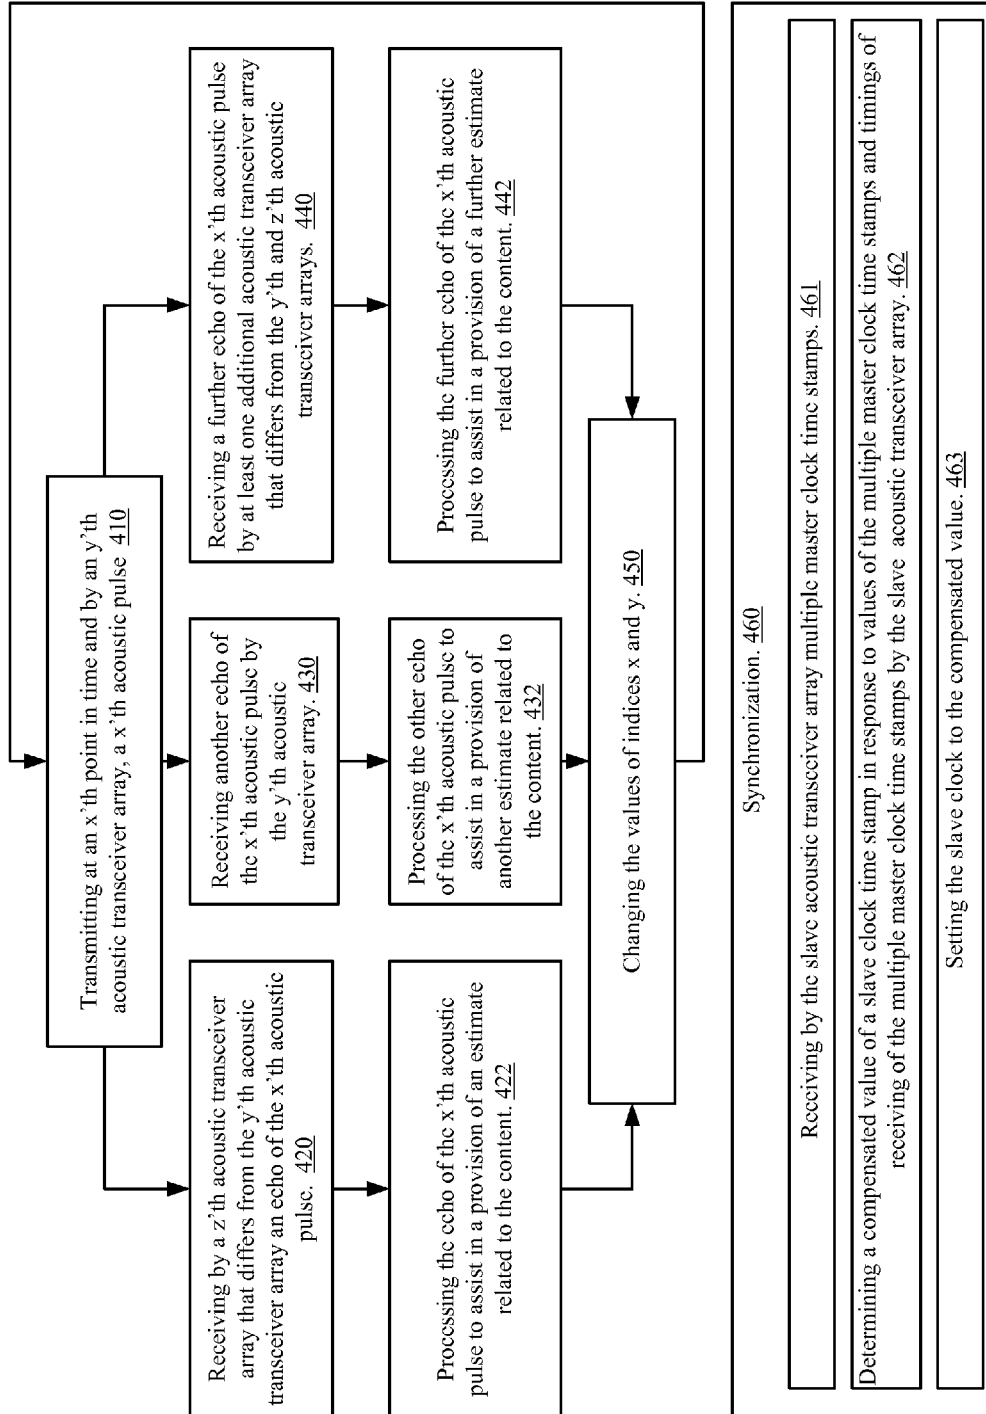 Transmitting at an x'th point in time and by an y'th
acoustic transceiver array, a x'th acoustic pulse 410
Receiving by a z'th acoustic transceiver
array that differs from the y'th acoustic
transceiver array an echo of the x'th acoustic
pulse. 420
Receiving another echo of
the x'th acoustic pulse by
the y'th acoustic
transceiver array. 430
Receiving a further echo of the x'th acoustic pulse
by at least one additional acoustic transceiver array
that differs from the y'th and z'th acoustic
transceiver arrays. 440
Processing the echo of the x'th acoustic
pulse to assist in a provision of an estimate
related to the content. 422
Processing the other echo
of the x'th acoustic pulse to
assist in a provision of
another estimate related to
the content. 432
Processing the further echo of the x'th acoustic
pulse to assist in a provision of a further estimate
related to the content. 442
Changing the values of indices x and y. 450
Synchronization. 460
Receiving by the slave acoustic transceiver array multiple master clock time stamps. 461
Determining a compensated value of a slave clock time stamp in response to values of the multiple master clock time stamps and timings of
receiving of the multiple master clock time stamps by the slave acoustic transceiver array. 462
Setting the slave clock to the compensated value. 463